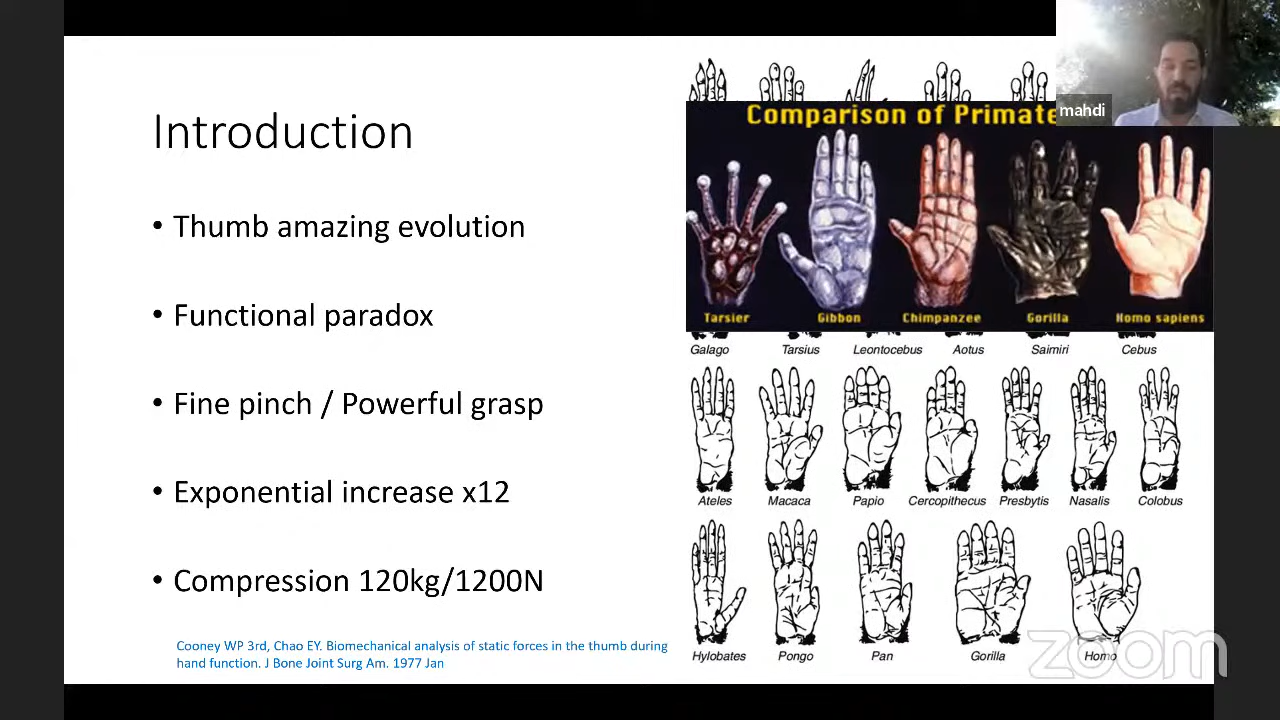 mahdi
Introduction
• Thumb amazing evolution
• Functional paradox
• Fine pinch / Powerful grasp
• Exponential increase x12
• Compression 120kg/1200N
Cooney WP 3rd, Chao EY. Biomechanical analysis of static forces in the thumb during
hand function. J Bone Joint Surg Am. 1977 Jan
Comparison of Primate
Tarsier Gibbon Chimpanzee Gorilla Homo sapiens
Galago Tarsius Leontocebus Aotus Saimiri Cebus
Ateles Macaca Papio Cercopithecus Presbytis Nasalis Colobus
Hylobates Pongo Pan Gorilla Homo
zoom